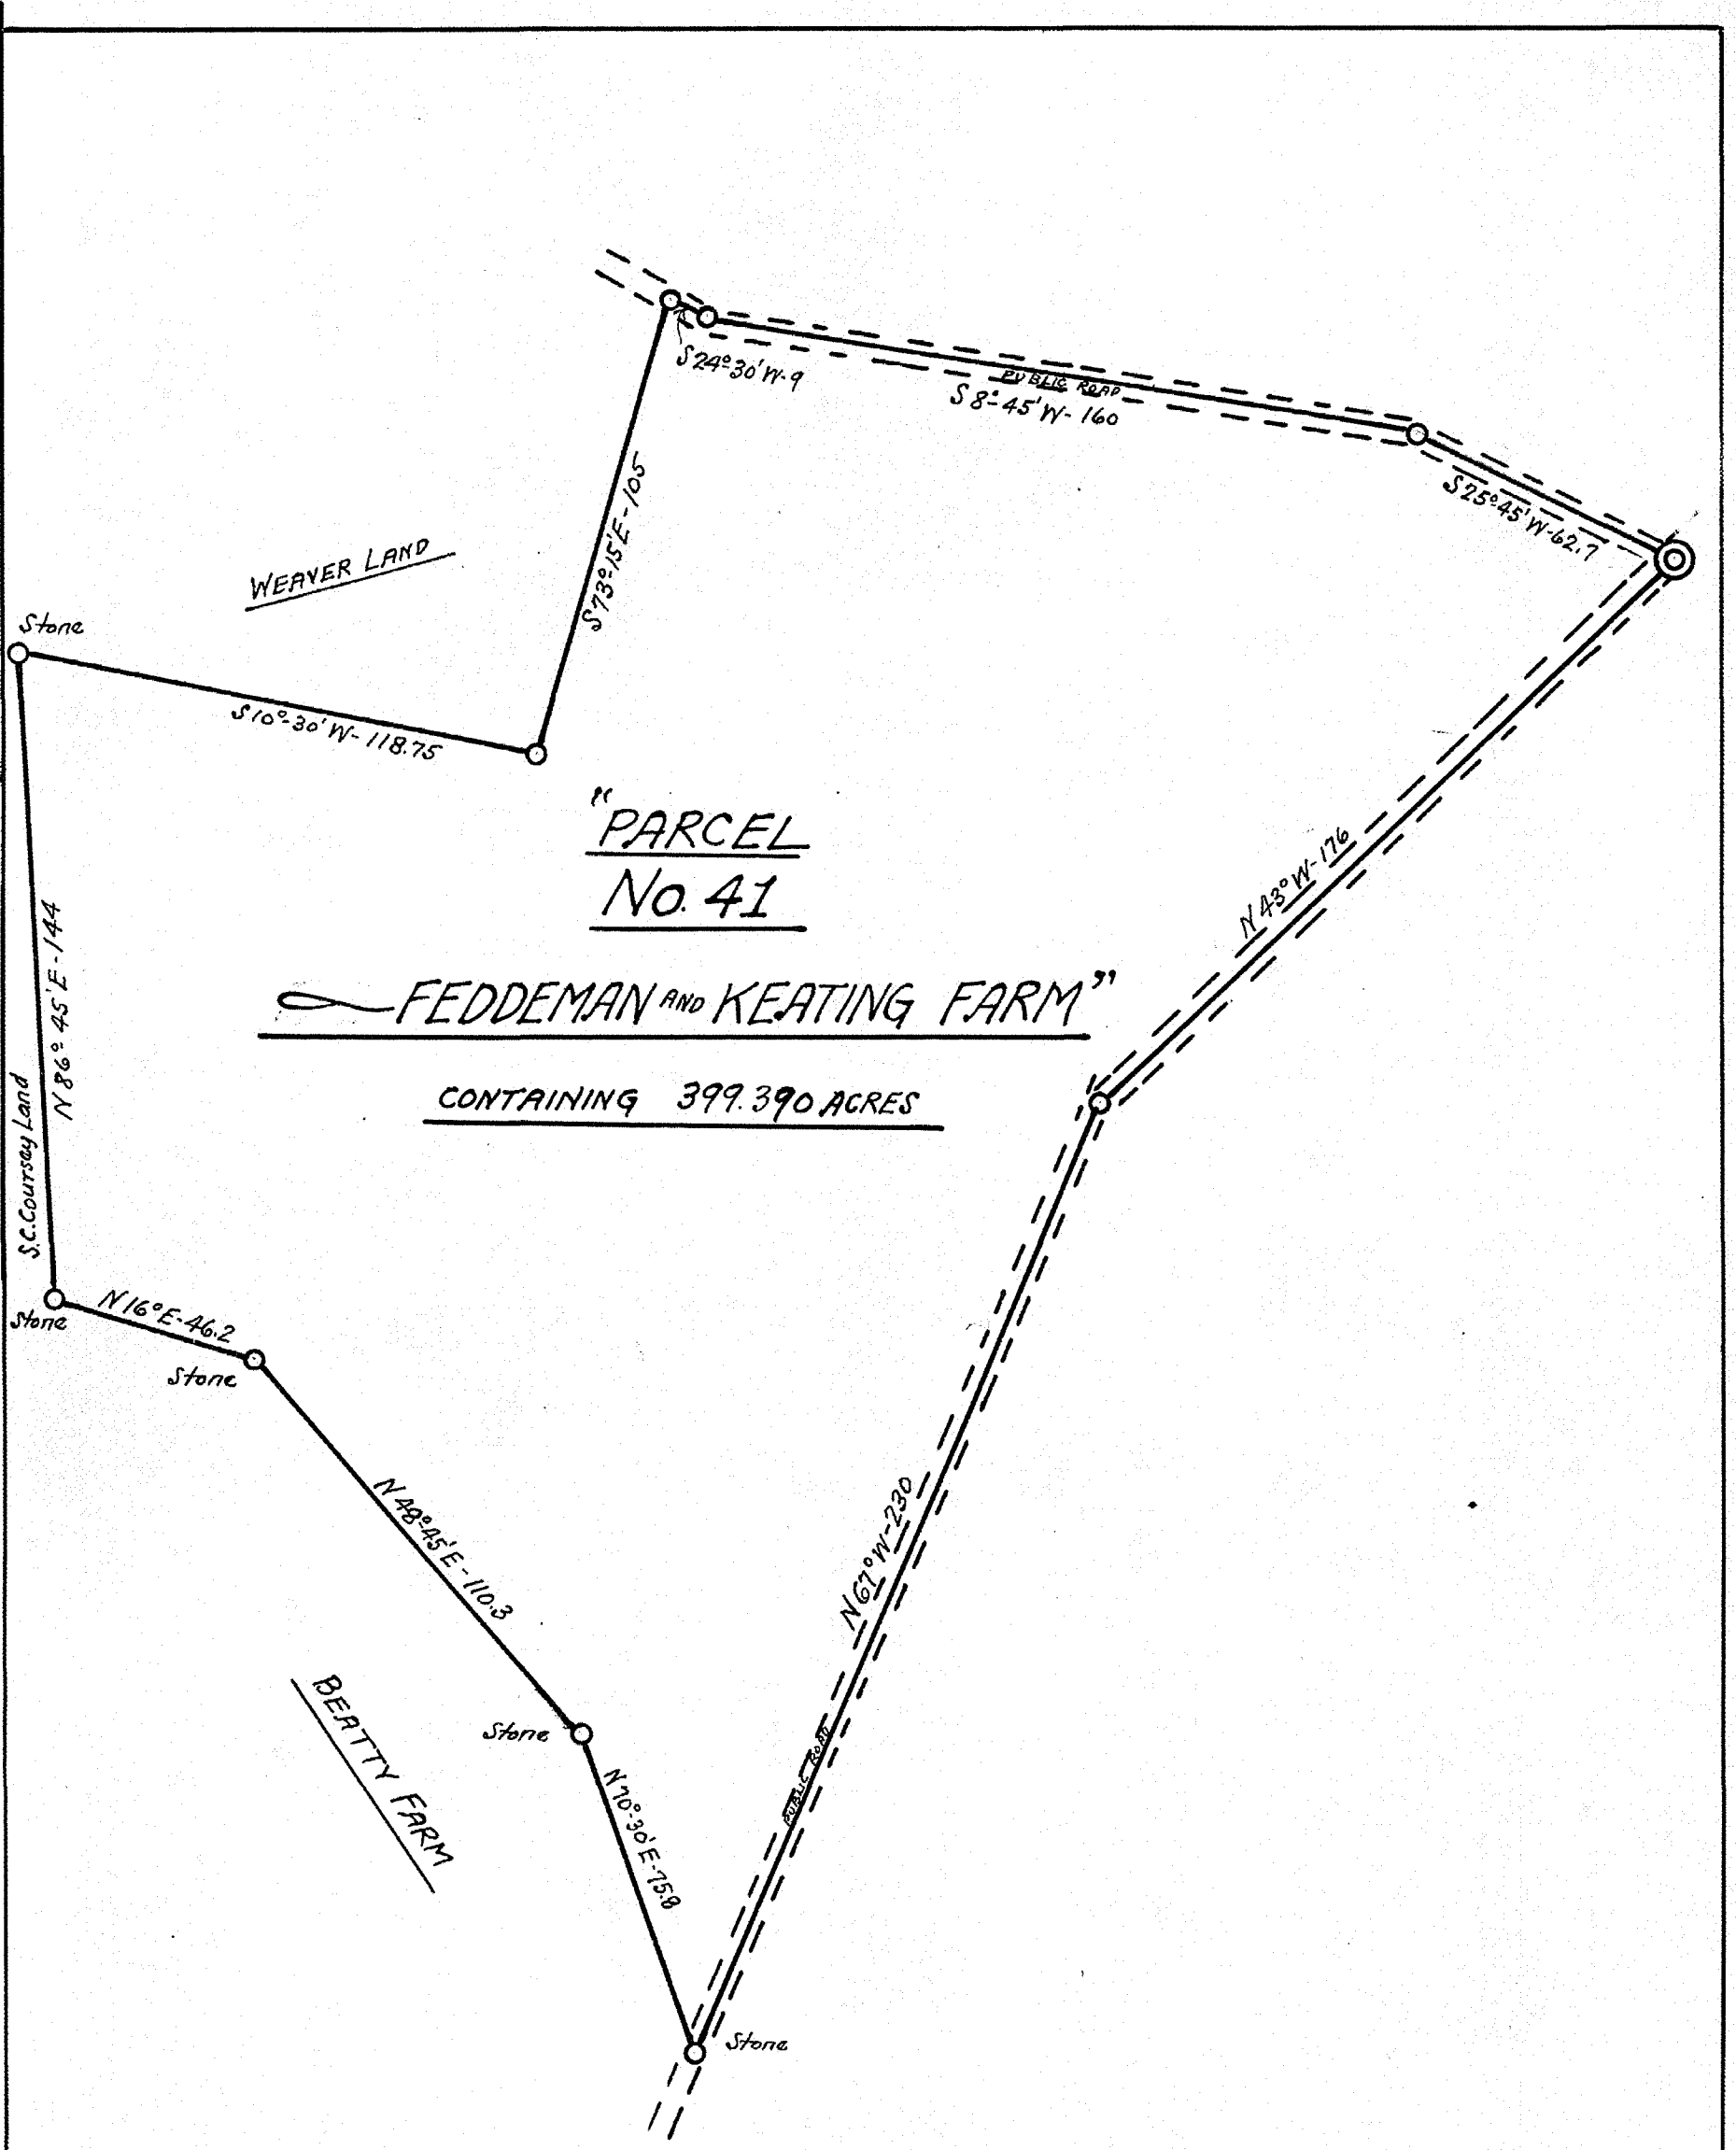 S 24°-30' W-9
PUBLIC ROAD
S 8°-45' W- 160
S 25°-45' W-62.7
S 73°-15' E-105
WEAVER LAND
Stone
S 10°-30' W- 118.75
"PARCEL
No. 41
FEDDEMAN AND KEATING FARM"
CONTAINING 399.390 ACRES
N 43° W-176
N 86°-45' E-144
S.C. Coursey Land
Stone
N 16° E-46.2
Stone
N 48°-45' E-110.3
N 67° W-230
BEATTY FARM
Stone
N 70°-30' E-75.8
PUBLIC ROAD
Stone